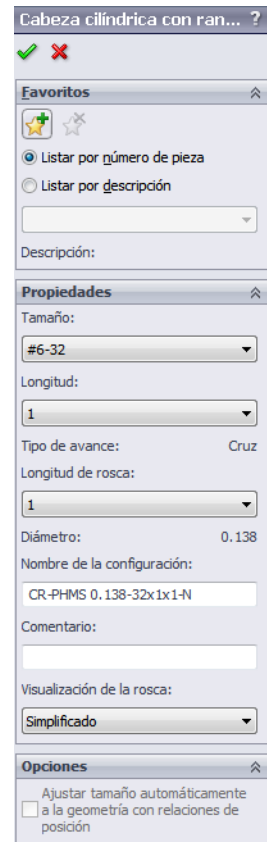 Cabeza cilíndrica con ran... ?
Favoritos
Listar por número de pieza
Listar por descripción
Descripción:
Propiedades
Tamaño:
#6-32
Longitud:
1
Tipo de avance: Cruz
Longitud de rosca:
1
Diámetro: 0.138
Nombre de la configuración:
CR-PHMS 0.138-32x1x1-N
Comentario:
Visualización de la rosca:
Simplificado
Opciones
Ajustar tamaño automáticamente
a la geometría con relaciones de
posición